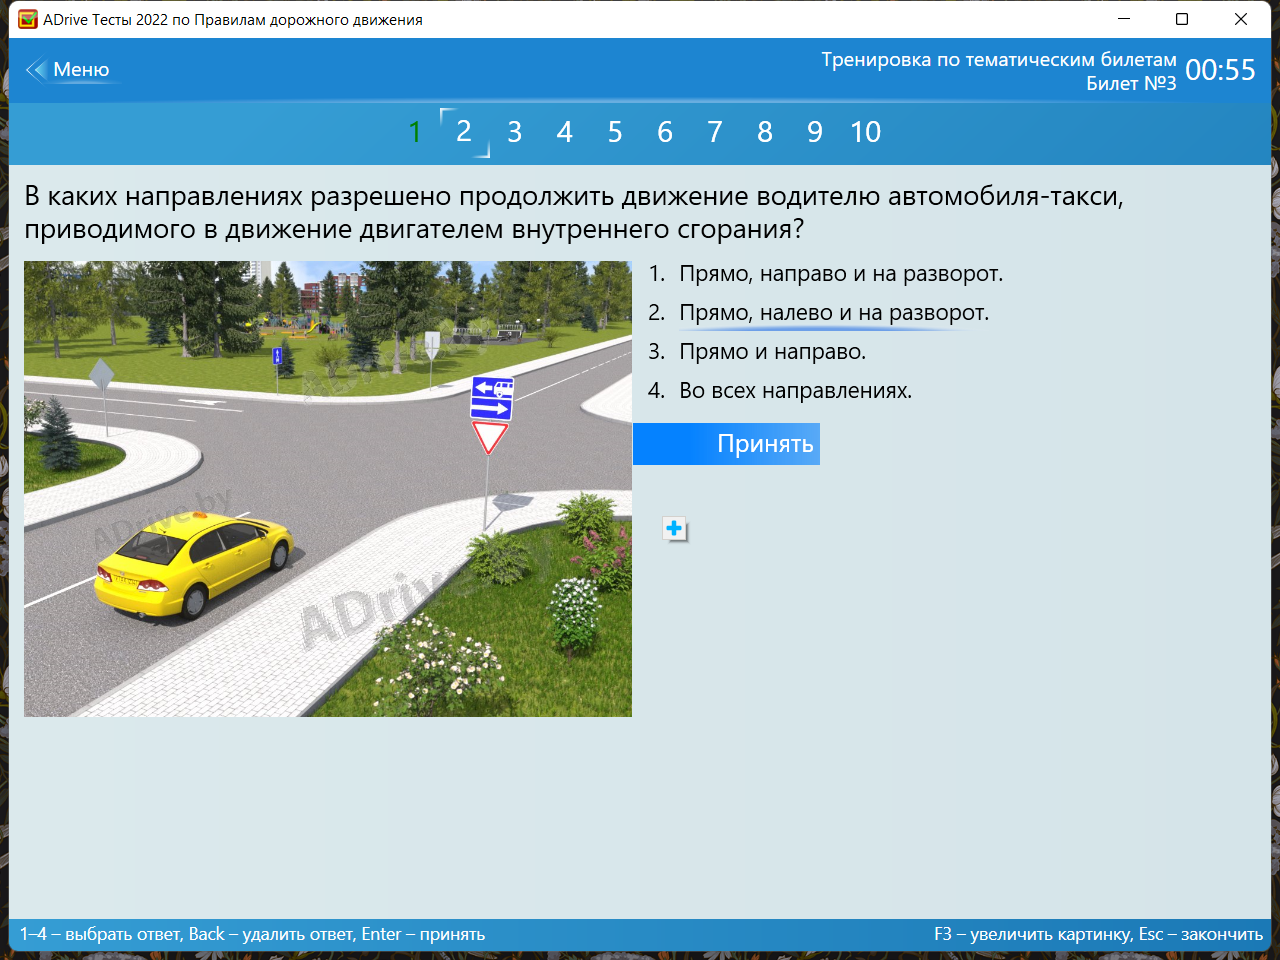 ADrive Тесты 2022 по Правилам дорожного движения
Меню
Тренировка по тематическим билетам
Билет №3
00:55
1 2 3 4 5 6 7 8 9 10
В каких направлениях разрешено продолжить движение водителю автомобиля-такси,
приводимого в движение двигателем внутреннего сгорания?
1. Прямо, направо и на разворот.
2. Прямо, налево и на разворот.
3. Прямо и направо.
4. Во всех направлениях.
Принять
ADrive.by
ADrive
1–4 – выбрать ответ, Back – удалить ответ, Enter – принять
F3 – увеличить картинку, Esc – закончить